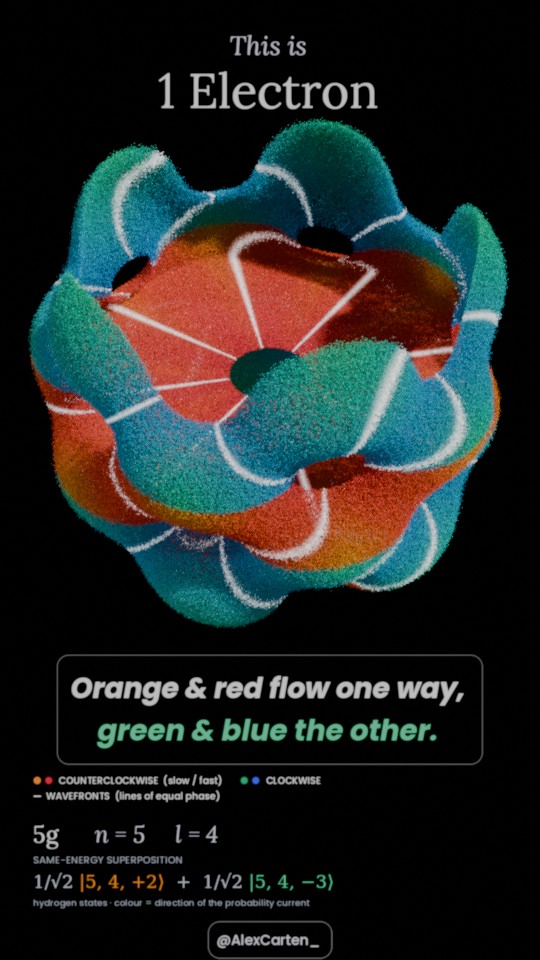 This is
1 Electron
Orange & red flow one way,
green & blue the other.
COUNTERCLOCKWISE (slow / fast) CLOCKWISE
WAVEFRONTS (lines of equal phase)
5g n = 5 l = 4
SAME-ENERGY SUPERPOSITION
1/√2 |5, 4, +2⟩ + 1/√2 |5, 4, −3⟩
hydrogen states · colour = direction of the probability current
@AlexCarten_